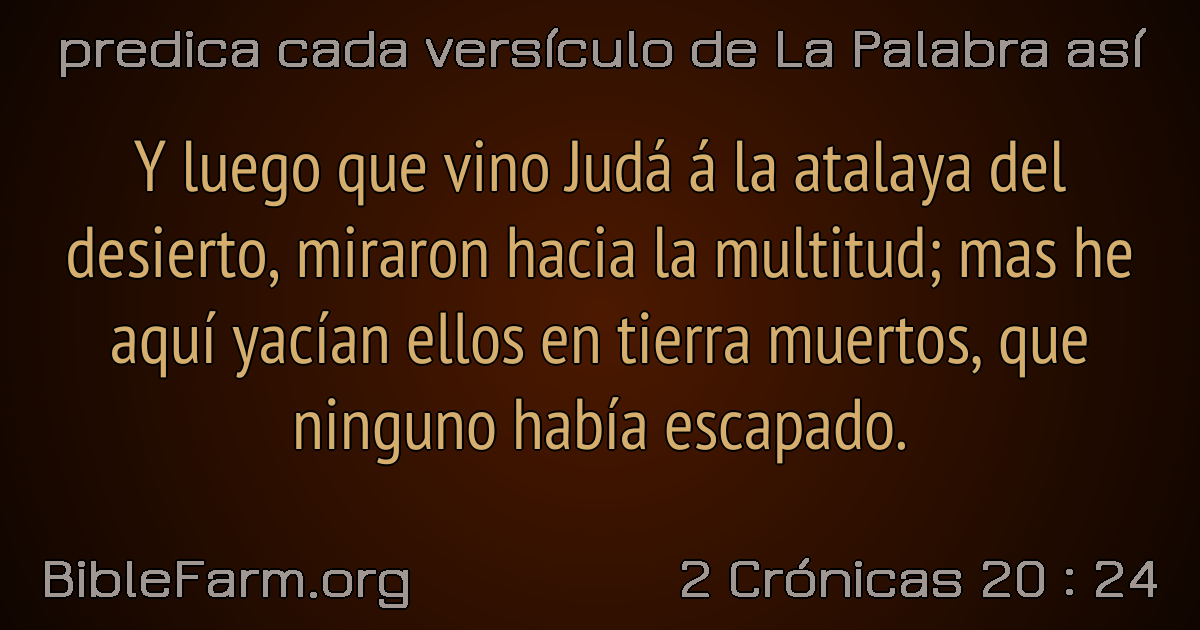 predica cada versículo de La Palabra así
Y luego que vino Judá á la atalaya del
desierto, miraron hacia la multitud; mas he
aquí yacían ellos en tierra muertos, que
ninguno había escapado.
BibleFarm.org
2 Crónicas 20 : 24